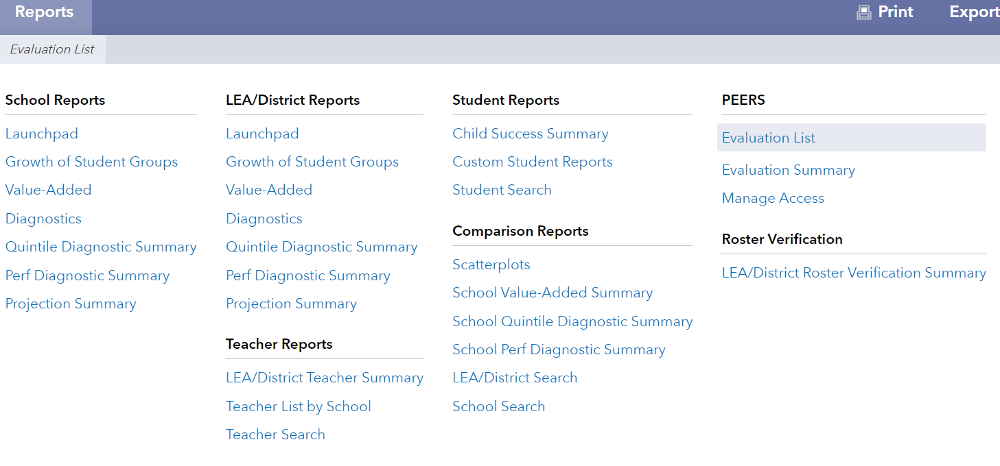 Reports
Print
Export
Evaluation List
School Reports
Launchpad
Growth of Student Groups
Value-Added
Diagnostics
Quintile Diagnostic Summary
Perf Diagnostic Summary
Projection Summary
LEA/District Reports
Launchpad
Growth of Student Groups
Value-Added
Diagnostics
Quintile Diagnostic Summary
Perf Diagnostic Summary
Projection Summary
Teacher Reports
LEA/District Teacher Summary
Teacher List by School
Teacher Search
Student Reports
Child Success Summary
Custom Student Reports
Student Search
Comparison Reports
Scatterplots
School Value-Added Summary
School Quintile Diagnostic Summary
School Perf Diagnostic Summary
LEA/District Search
School Search
PEERS
Evaluation List
Evaluation Summary
Manage Access
Roster Verification
LEA/District Roster Verification Summary